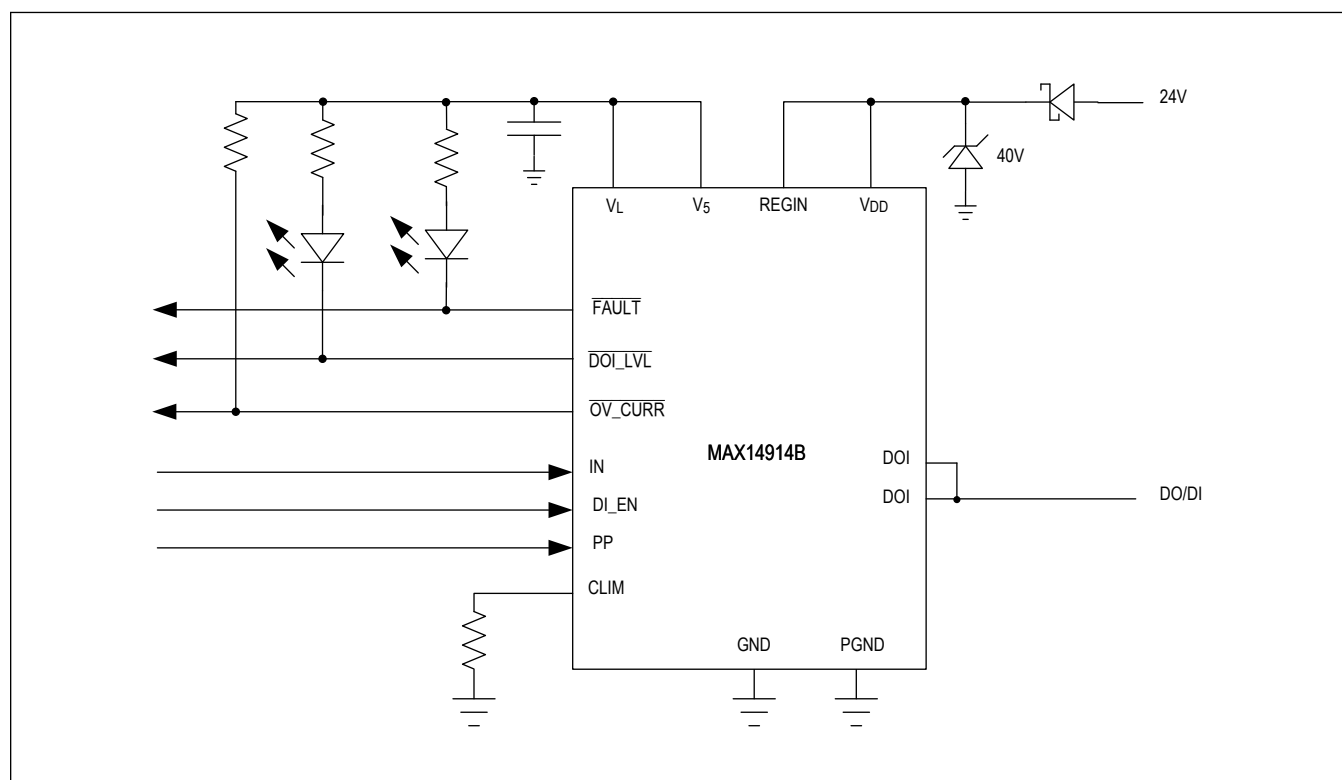 24V
40V
VL V5 REGIN VDD
FAULT
DOI_LVL
OV_CURR
MAX14914B
IN
DI_EN
PP
CLIM
DOI
DOI
DO/DI
GND PGND